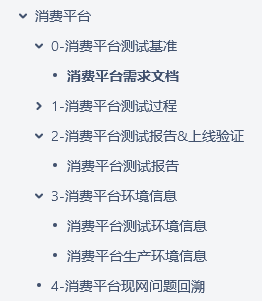 消费平台
0-消费平台测试基准
消费平台需求文档
1-消费平台测试过程
2-消费平台测试报告&上线验证
消费平台测试报告
3-消费平台环境信息
消费平台测试环境信息
消费平台生产环境信息
4-消费平台现网问题回溯